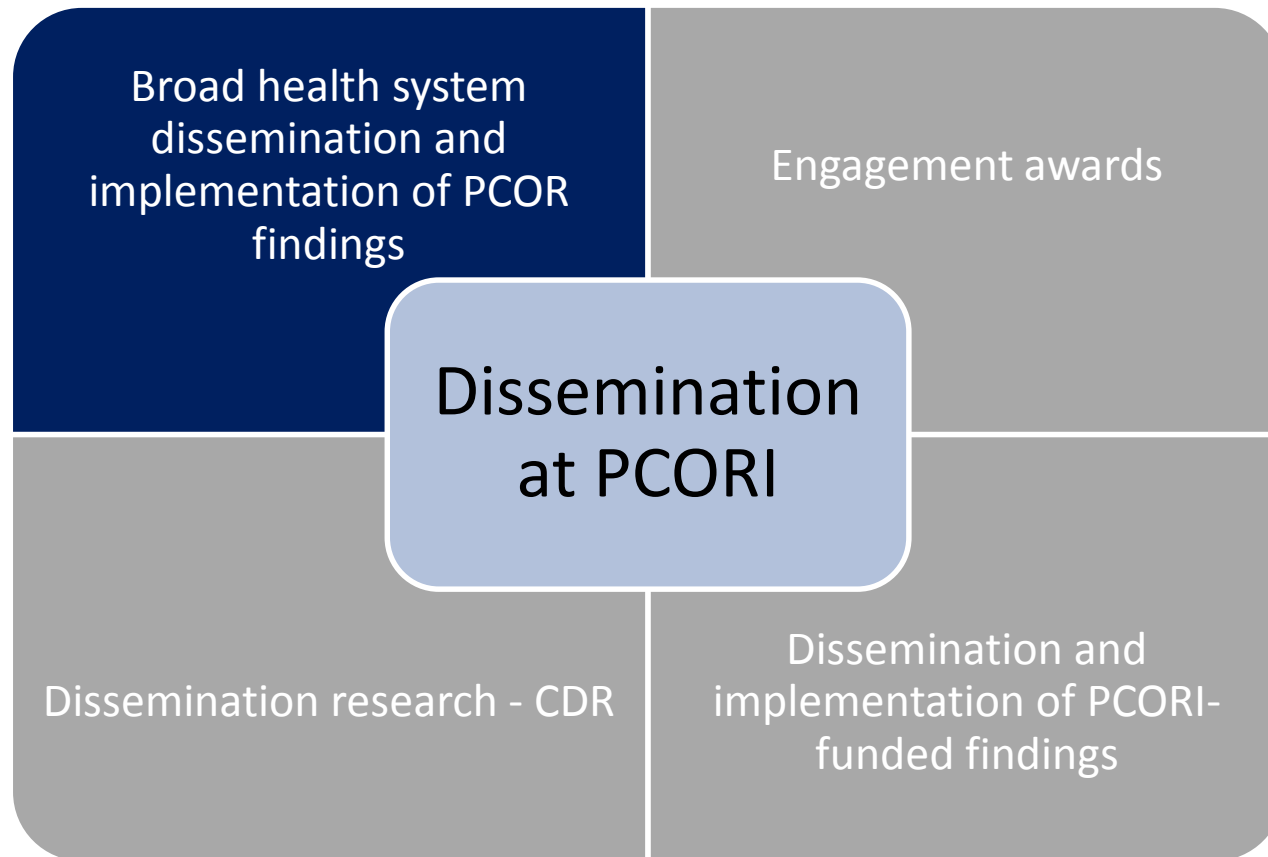 Broad health system
dissemination and
implementation of PCOR
findings
Engagement awards
Dissemination
at PCORI
Dissemination research - CDR
Dissemination and
implementation of PCORI-
funded findings